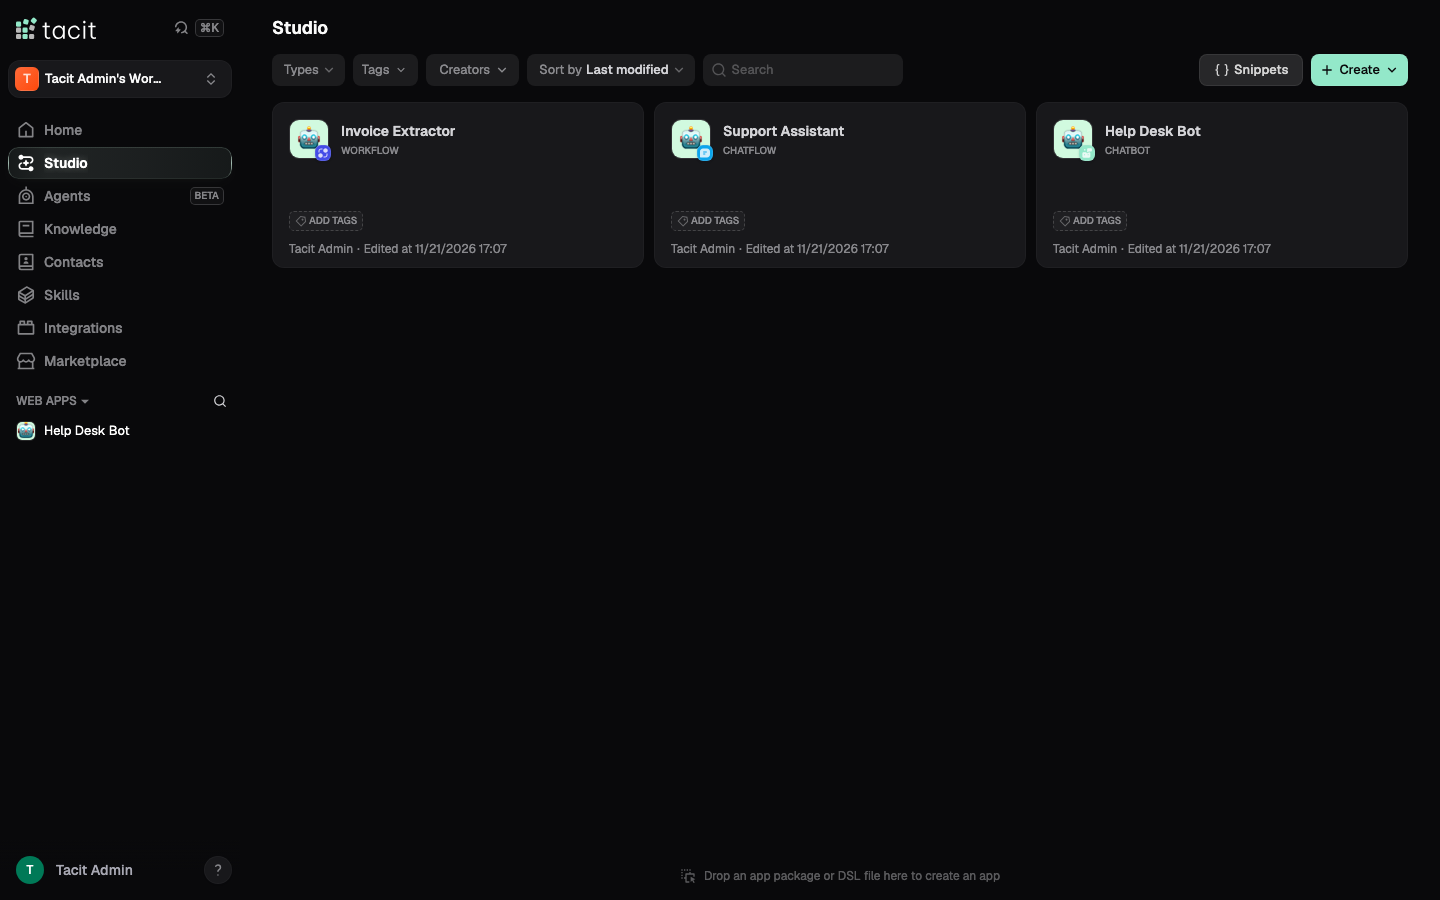 tacit
⌘K
T
Tacit Admin's Wor...
Home
Studio
Agents
BETA
Knowledge
Contacts
Skills
Integrations
Marketplace
WEB APPS
Help Desk Bot
T
Tacit Admin
?
Studio
Types
Tags
Creators
Sort by Last modified
Search
{ } Snippets
+ Create
Invoice Extractor
WORKFLOW
ADD TAGS
Tacit Admin · Edited at 11/21/2026 17:07
Support Assistant
CHATFLOW
ADD TAGS
Tacit Admin · Edited at 11/21/2026 17:07
Help Desk Bot
CHATBOT
ADD TAGS
Tacit Admin · Edited at 11/21/2026 17:07
Drop an app package or DSL file here to create an app